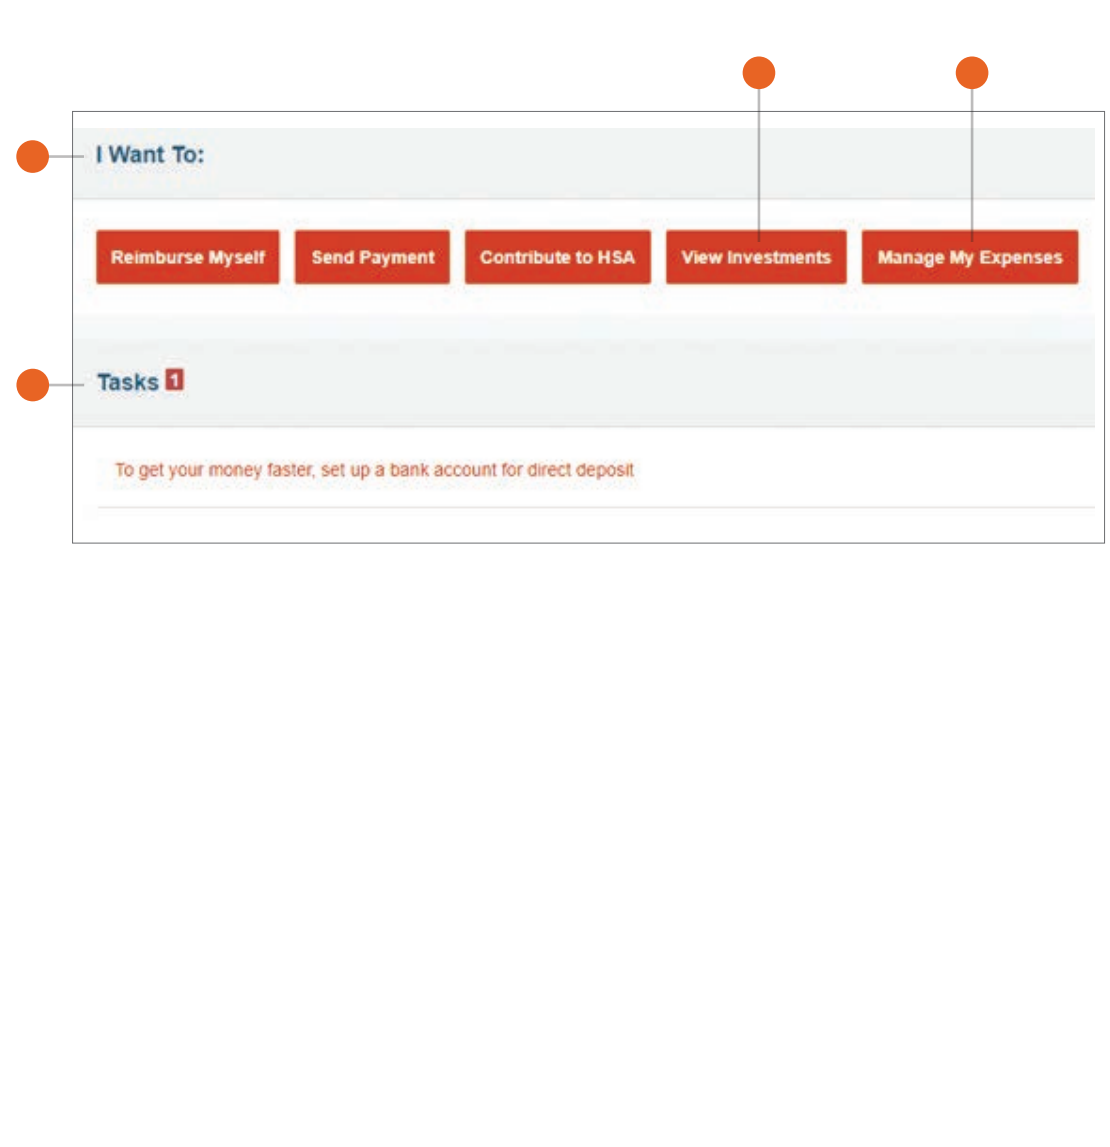 I Want To:
Reimburse Myself Send Payment Contribute to HSA View Investments Manage My Expenses
Tasks 1
To get your money faster, set up a bank account for direct deposit